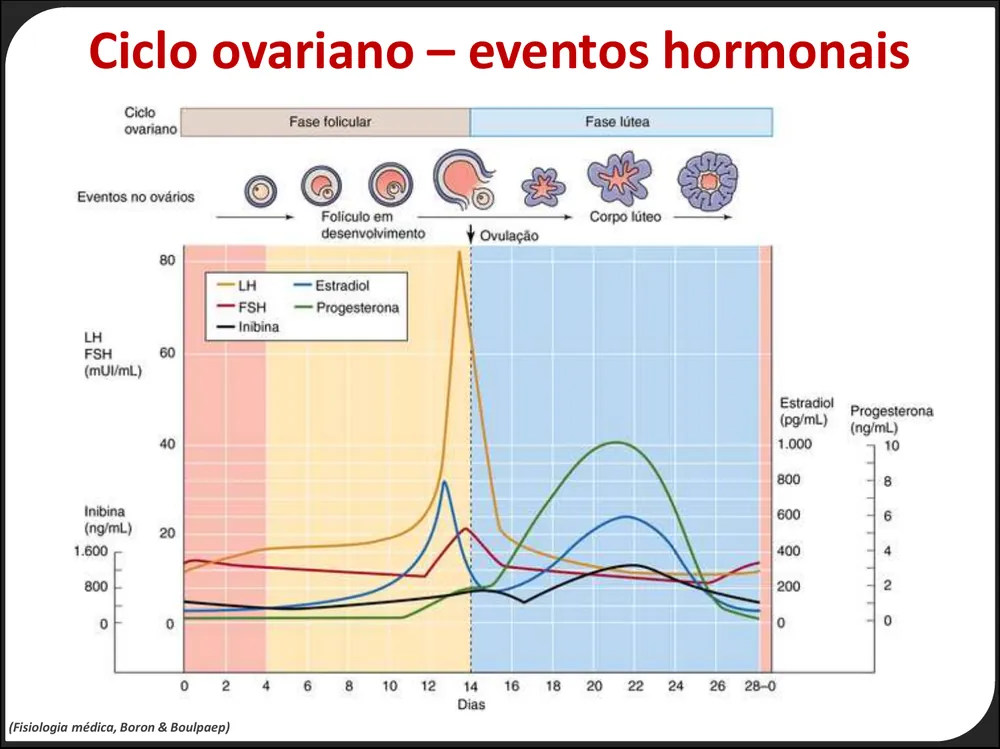 Ciclo ovariano – eventos hormonais
Ciclo
ovariano
Fase folicular
Fase lútea
Eventos no ovários
Folículo em
desenvolvimento
Ovulação
Corpo lúteo
LH
FSH
Inibina
Estradiol
Progesterona
LH
FSH
(mUI/mL)
80
60
40
20
0
Inibina
(ng/mL)
1.600
800
0
Estradiol
(pg/mL)
1.000
800
600
400
200
0
Progesterona
(ng/mL)
10
8
6
4
2
0
0 2 4 6 8 10 12 14 16 18 20 22 24 26 28–0
Dias
(Fisiologia médica, Boron & Boulpaep)